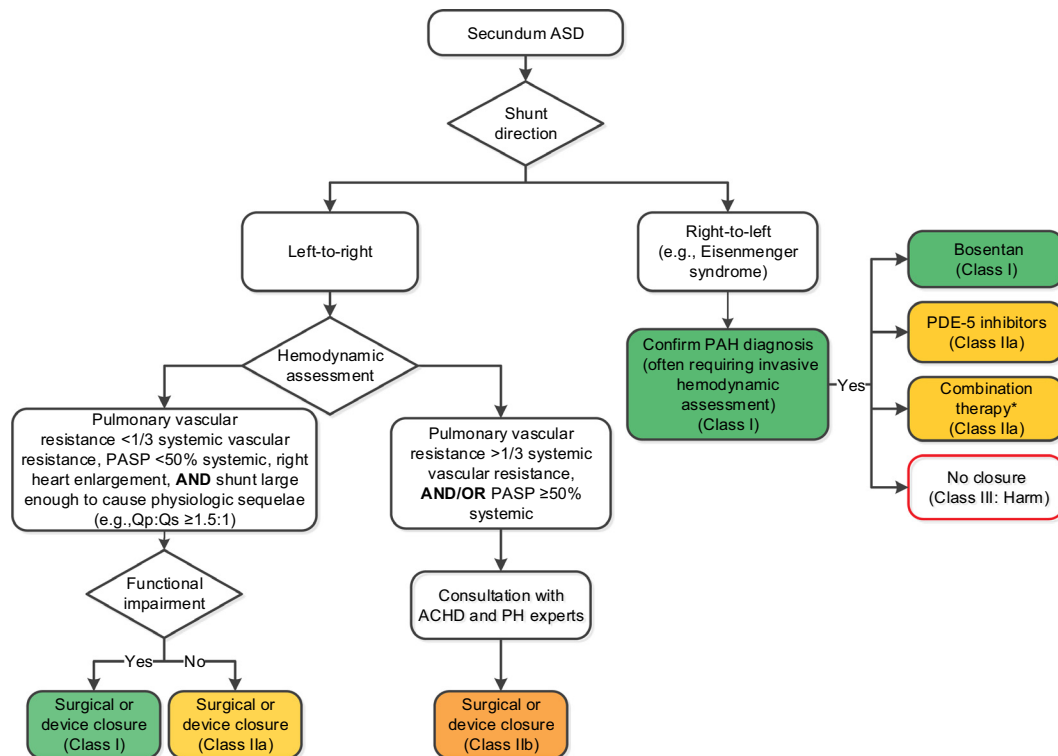 Secundum ASD
Shunt
direction
Left-to-right
Right-to-left
(e.g., Eisenmenger
syndrome)
Hemodynamic
assessment
Confirm PAH diagnosis
(often requiring invasive
hemodynamic
assessment)
(Class I)
Yes
Bosentan
(Class I)
PDE-5 inhibitors
(Class IIa)
Combination
therapy*
(Class IIa)
No closure
(Class III: Harm)
Pulmonary vascular
resistance <1/3 systemic vascular
resistance, PASP <50% systemic, right
heart enlargement, AND shunt large
enough to cause physiologic sequelae
(e.g.,Qp:Qs ≥1.5:1)
Pulmonary vascular
resistance >1/3 systemic
vascular resistance,
AND/OR PASP ≥50%
systemic
Functional
impairment
Consultation with
ACHD and PH experts
Yes
No
Surgical or
device closure
(Class I)
Surgical or
device closure
(Class IIa)
Surgical or
device closure
(Class IIb)